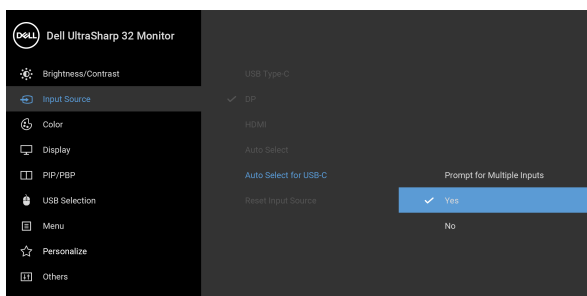 DELL Dell UltraSharp 32 Monitor
Brightness/Contrast
USB Type-C
Input Source
DP
Color
HDMI
Display
Auto Select
PIP/PBP
Auto Select for USB-C
Prompt for Multiple Inputs
USB Selection
Reset Input Source
Yes
Menu
No
Personalize
Others